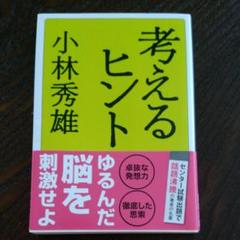 考える
ヒント
小林秀雄
センター試験出題で
話題沸騰
ゆるんだ
脳を
刺激せよ
卓抜な
発想力
徹底した
思索